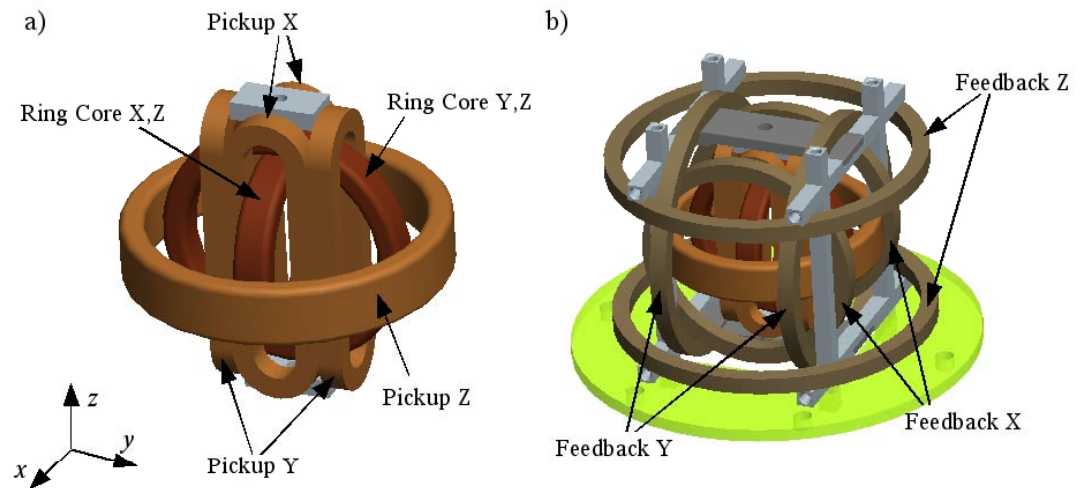 a)
Pickup X
Ring Core X,Z
Ring Core Y,Z
Pickup Z
Pickup Y
z
y
x
b)
Feedback Z
Feedback X
Feedback Y